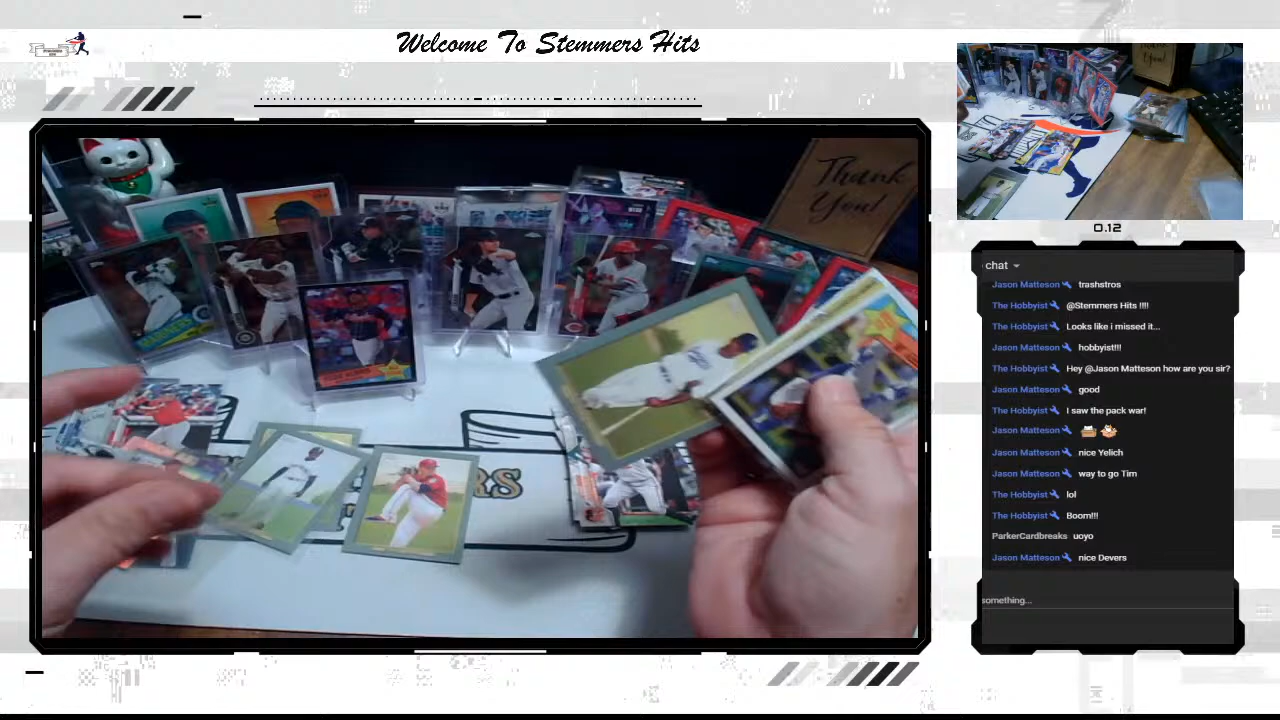 Welcome To Stemmers Hits
Thank
You!
MARINERS
RS
0.12
chat
Jason Matteson trashstros
The Hobbyist @Stemmers Hits !!!!
The Hobbyist Looks like i missed it...
Jason Matteson hobbyist!!!
The Hobbyist Hey @Jason Matteson how are you sir?
Jason Matteson good
The Hobbyist I saw the pack war!
Jason Matteson
Jason Matteson nice Yelich
Jason Matteson way to go Tim
The Hobbyist lol
The Hobbyist Boom!!!
ParkerCardbreaks uoyo
Jason Matteson nice Devers
something...